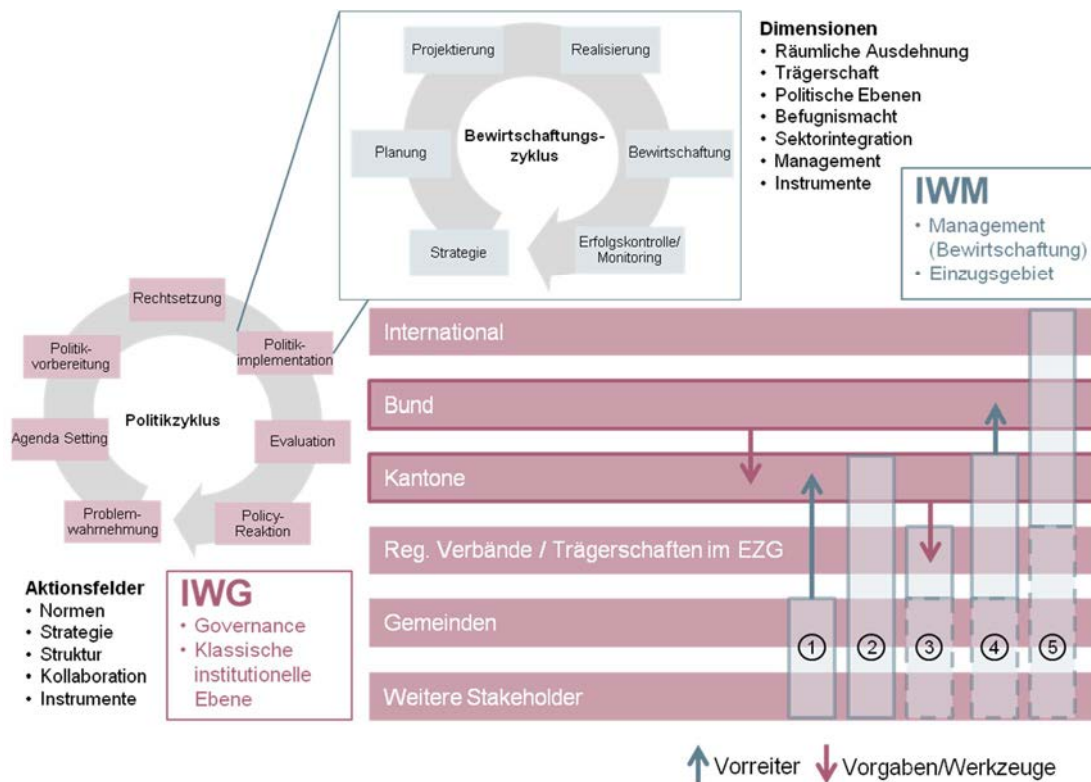 Projektierung
Realisierung
Planung
Bewirtschaftungs-
zyklus
Bewirtschaftung
Strategie
Erfolgskontrolle/
Monitoring
Dimensionen
• Räumliche Ausdehnung
• Trägerschaft
• Politische Ebenen
• Befugnismacht
• Sektorintegration
• Management
• Instrumente
IWM
• Management
(Bewirtschaftung)
• Einzugsgebiet
Rechtsetzung
Politik-
vorbereitung
Politik-
implementation
Agenda Setting
Politikzyklus
Evaluation
Problem-
wahrnehmung
Policy-
Reaktion
International
Bund
Kantone
Reg. Verbände / Trägerschaften im EZG
Gemeinden
1 2 3 4 5
Weitere Stakeholder
Aktionsfelder
• Normen
• Strategie
• Struktur
• Kollaboration
• Instrumente
IWG
• Governance
• Klassische
institutionelle
Ebene
Vorreiter
Vorgaben/Werkzeuge